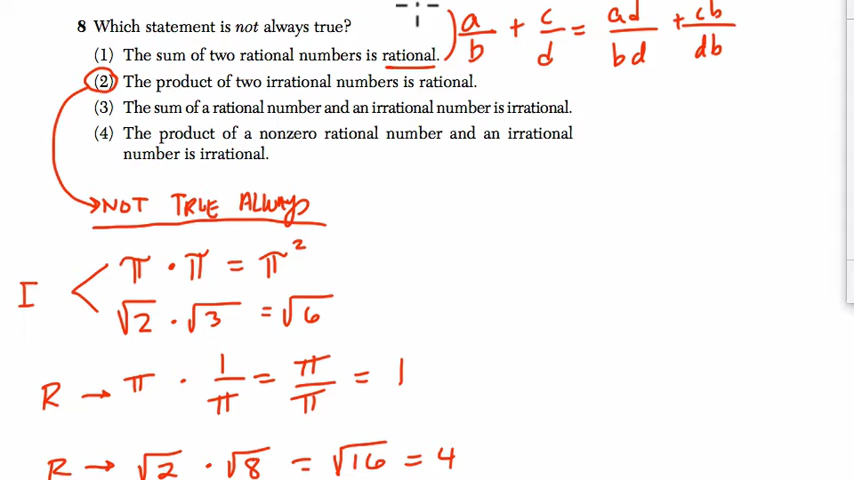 8 Which statement is not always true?
(1) The sum of two rational numbers is rational.
(2) The product of two irrational numbers is rational.
(3) The sum of a rational number and an irrational number is irrational.
(4) The product of a nonzero rational number and an irrational
number is irrational.
) a/b + c/d = ad/bd + cb/db
NOT TRUE ALWAYS
I < π · π = π²
√2 · √3 = √6
R → π · 1/π = π/π = 1
R → √2 · √8 = √16 = 4